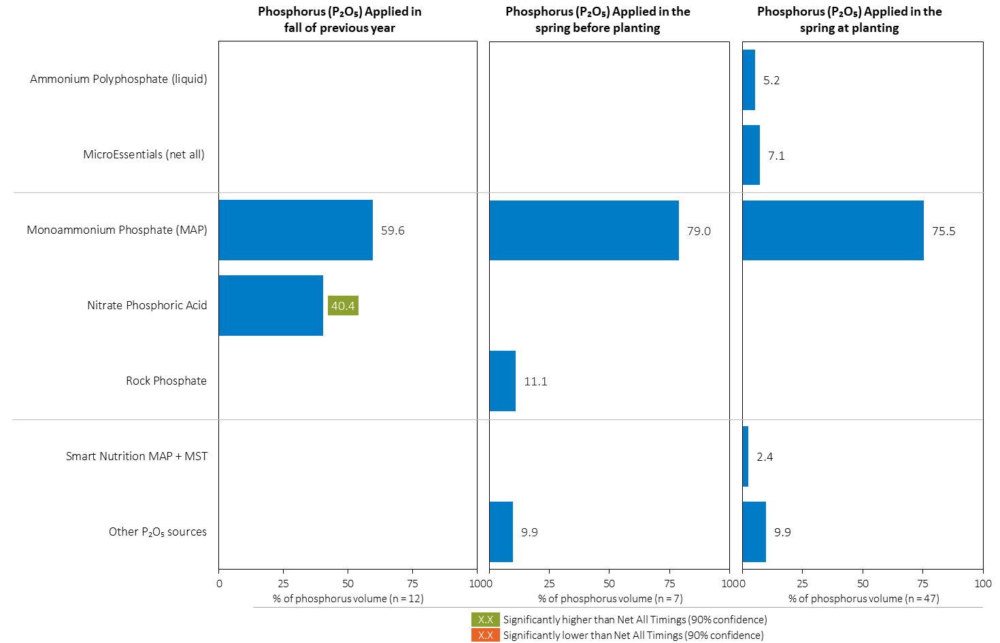 Phosphorus (P₂O₅) Applied in
fall of previous year
Phosphorus (P₂O₅) Applied in the
spring before planting
Phosphorus (P₂O₅) Applied in the
spring at planting
Ammonium Polyphosphate (liquid)
5.2
MicroEssentials (net all)
7.1
Monoammonium Phosphate (MAP)
59.6
79.0
75.5
Nitrate Phosphoric Acid
40.4
Rock Phosphate
11.1
Smart Nutrition MAP + MST
2.4
Other P₂O₅ sources
9.9
9.9
0 25 50 75 100
0 25 50 75 100
0 25 50 75 100
% of phosphorus volume (n = 12)
% of phosphorus volume (n = 7)
% of phosphorus volume (n = 47)
X.X Significantly higher than Net All Timings (90% confidence)
X.X Significantly lower than Net All Timings (90% confidence)